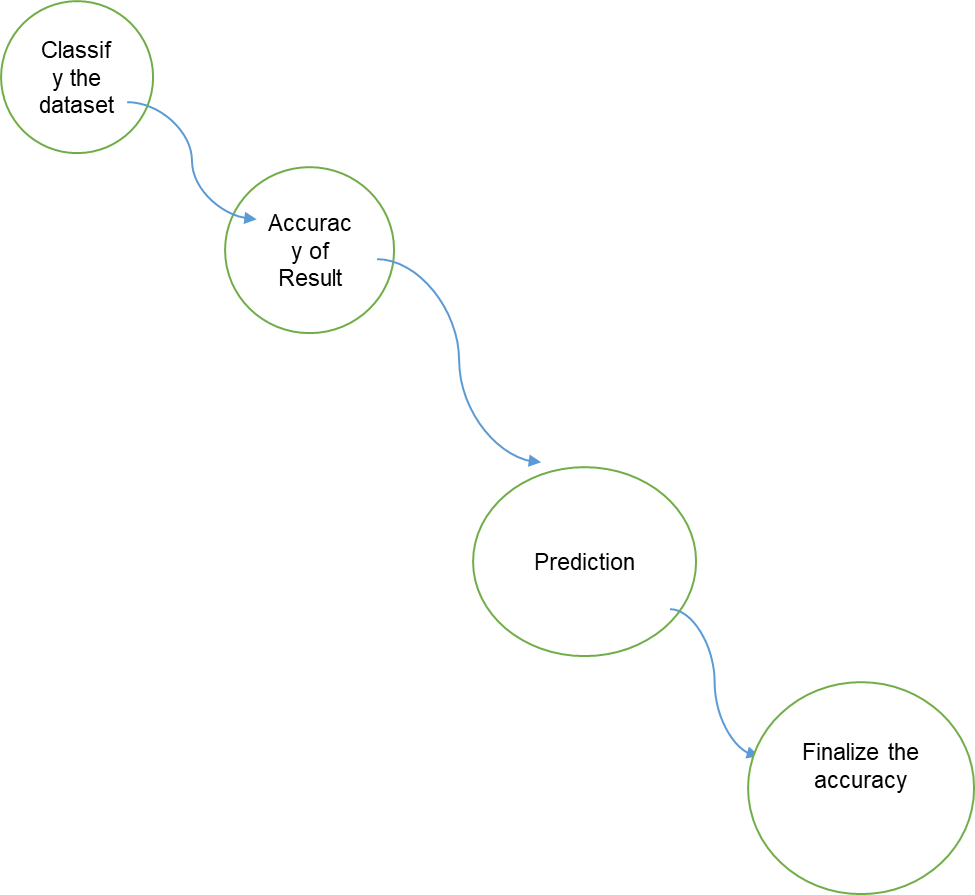 Classif
y the
dataset
Accurac
y of
Result
Prediction
Finalize the
accuracy